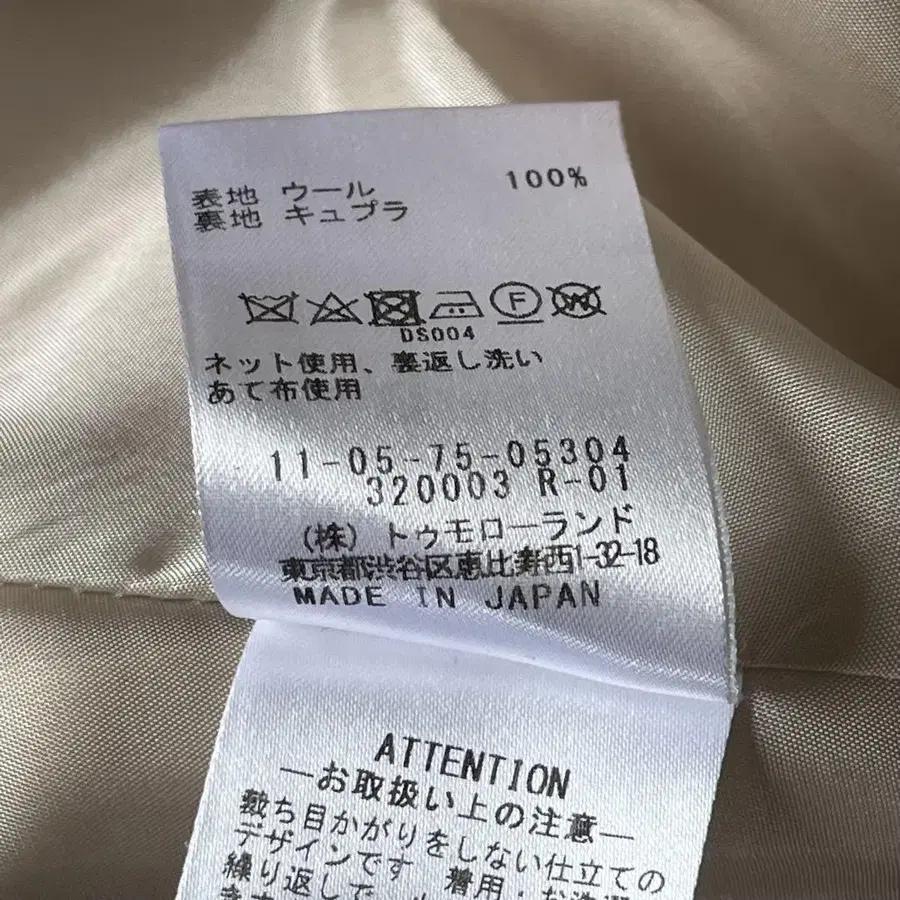 表地 ウール 100%
裏地 キュプラ
F W
DS004
ネット使用、裏返し洗い
あて布使用
11-05-75-05304
320003 R-01
(株) トゥモローランド
東京都渋谷区恵比寿西1-32-18
MADE IN JAPAN
ATTENTION
—お取扱い上の注意—
裁ち目かがりをしない仕立ての
デザインです 着用・お洗濯
繰り返しで